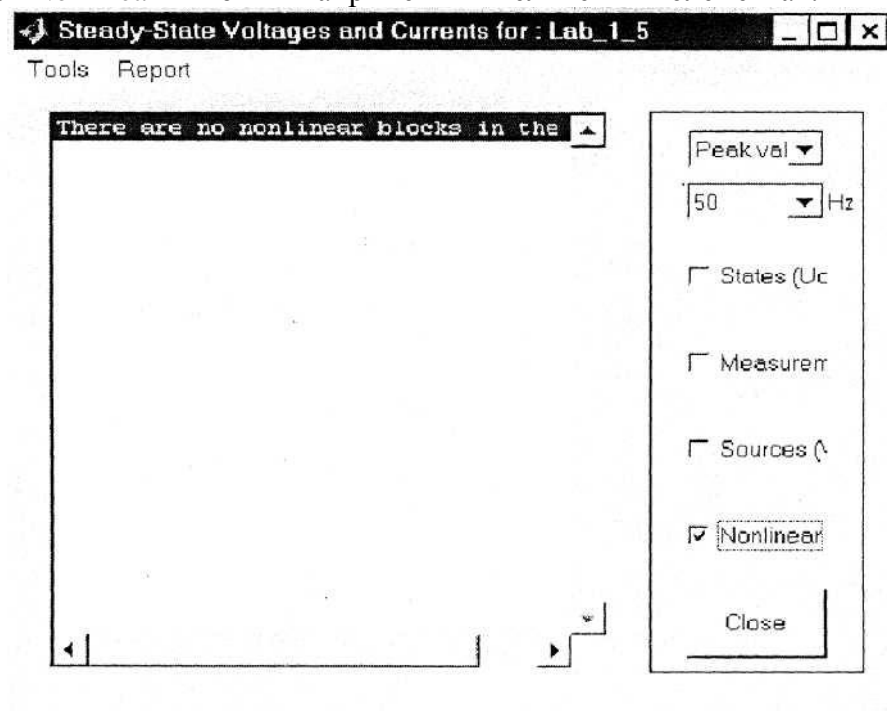 Steady-State Voltages and Currents for : Lab_1_5
Tools Report
There are no nonlinear blocks in the
Peak val
50 Hz
States (Uc
Measurem
Sources (
Nonlinear
Close